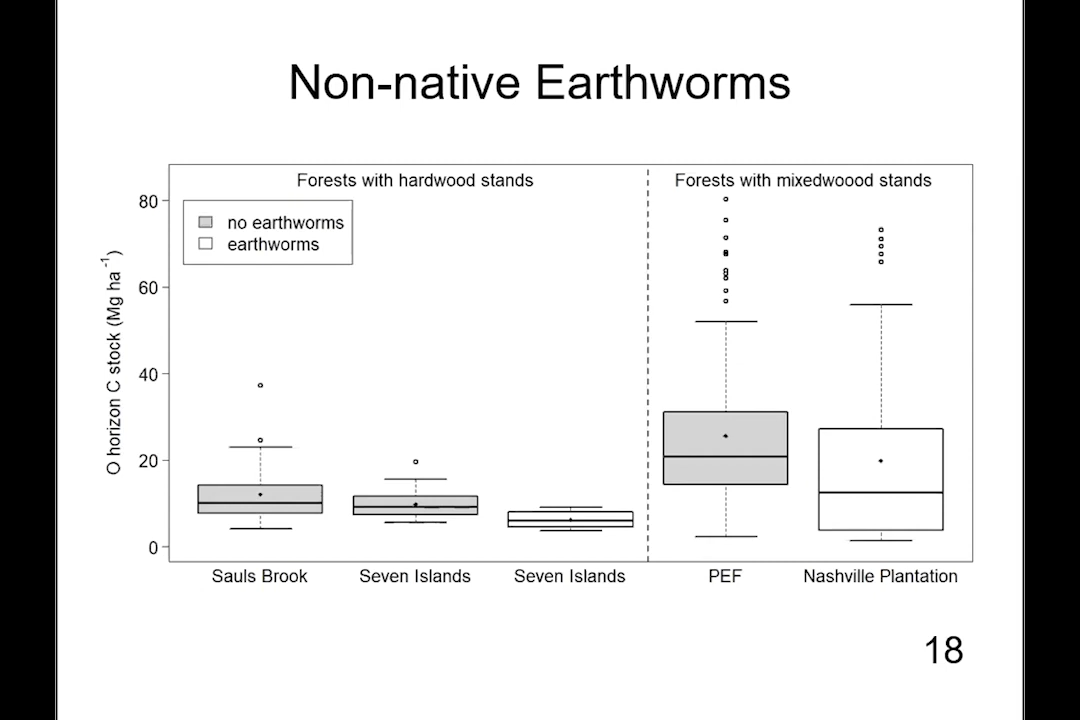 Non-native Earthworms
Forests with hardwood stands
Forests with mixedwoood stands
no earthworms
earthworms
O horizon C stock (Mg ha⁻¹)
80
60
40
20
0
Sauls Brook
Seven Islands
Seven Islands
PEF
Nashville Plantation
18